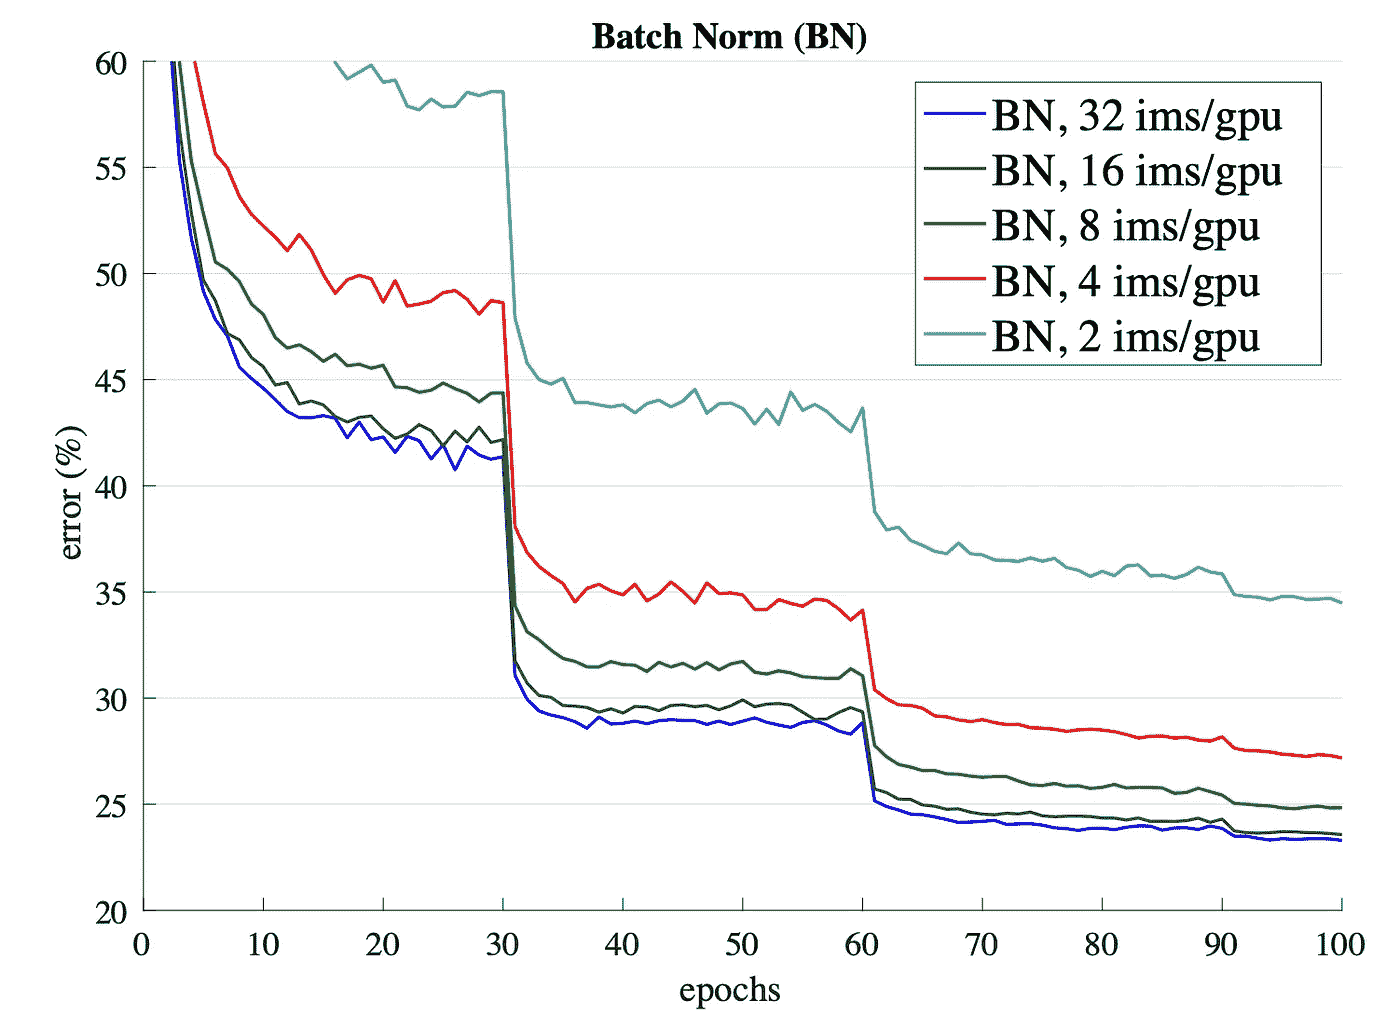 Batch Norm (BN)
60
55
50
45
40
35
30
25
20
error (%)
BN, 32 ims/gpu
BN, 16 ims/gpu
BN, 8 ims/gpu
BN, 4 ims/gpu
BN, 2 ims/gpu
0 10 20 30 40 50 60 70 80 90 100
epochs